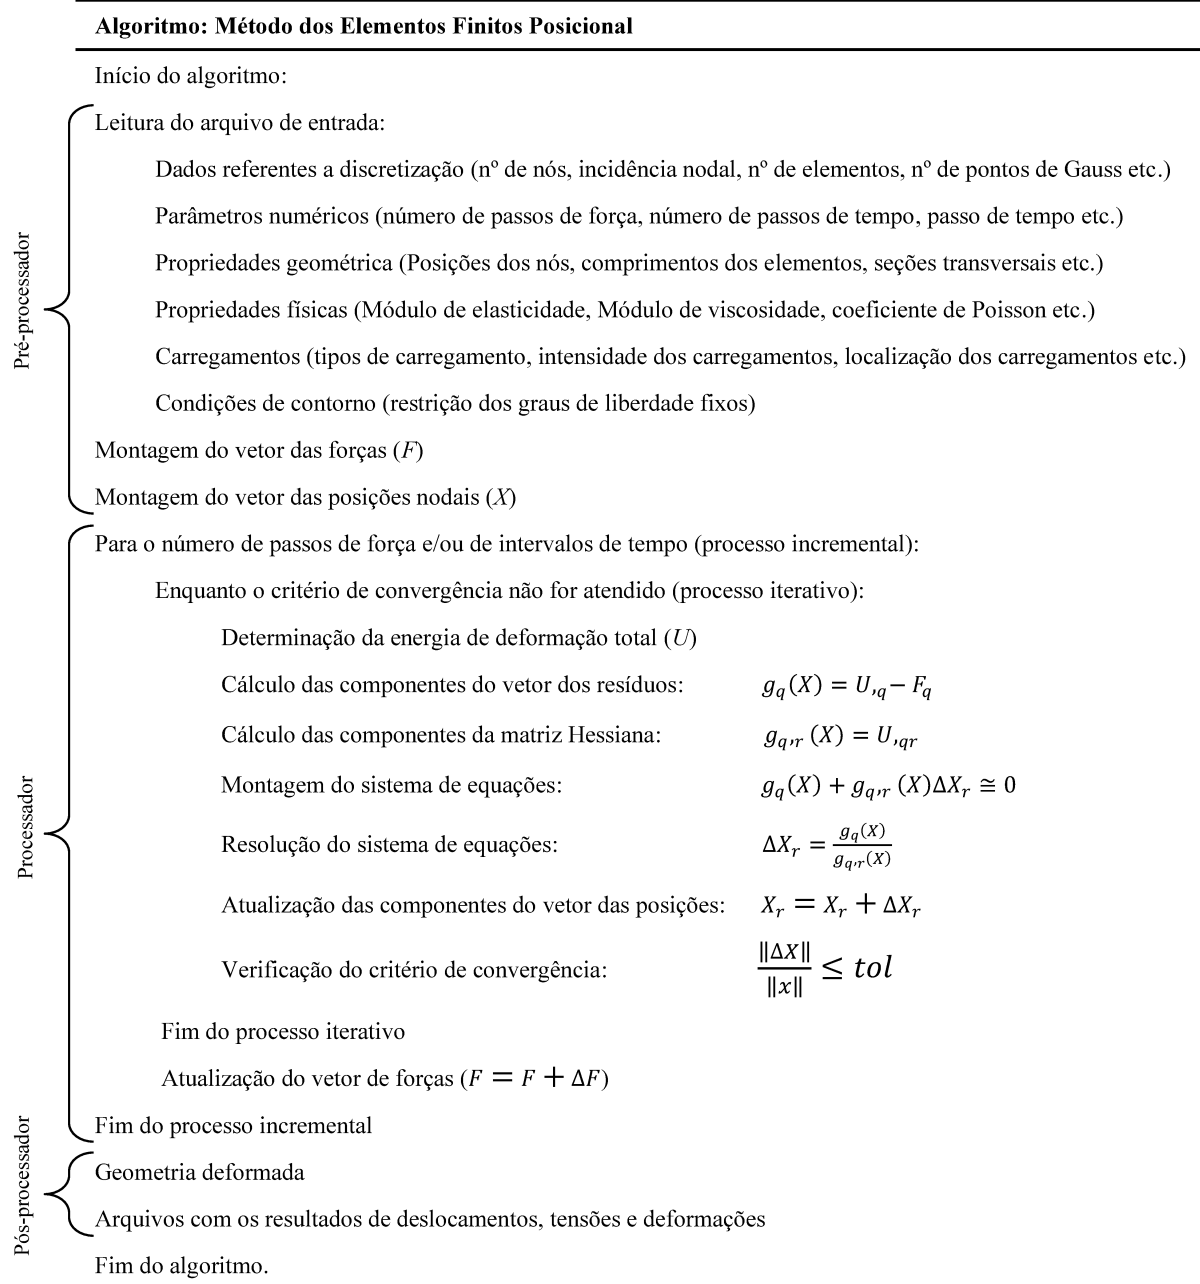 Algoritmo: Método dos Elementos Finitos Posicional
Início do algoritmo:
Pré-processador
Leitura do arquivo de entrada:
Dados referentes a discretização (nº de nós, incidência nodal, nº de elementos, nº de pontos de Gauss etc.)
Parâmetros numéricos (número de passos de força, número de passos de tempo, passo de tempo etc.)
Propriedades geométrica (Posições dos nós, comprimentos dos elementos, seções transversais etc.)
Propriedades físicas (Módulo de elasticidade, Módulo de viscosidade, coeficiente de Poisson etc.)
Carregamentos (tipos de carregamento, intensidade dos carregamentos, localização dos carregamentos etc.)
Condições de contorno (restrição dos graus de liberdade fixos)
Montagem do vetor das forças (F)
Montagem do vetor das posições nodais (X)
Processador
Para o número de passos de força e/ou de intervalos de tempo (processo incremental):
Enquanto o critério de convergência não for atendido (processo iterativo):
Determinação da energia de deformação total (U)
Cálculo das componentes do vetor dos resíduos: g_q(X) = U,_q − F_q
Cálculo das componentes da matriz Hessiana: g_q,_r (X) = U,_qr
Montagem do sistema de equações: g_q(X) + g_q,_r (X)ΔX_r ≅ 0
Resolução do sistema de equações: ΔX_r = g_q(X) / g_q,_r(X)
Atualização das componentes do vetor das posições: X_r = X_r + ΔX_r
Verificação do critério de convergência: ‖ΔX‖ / ‖x‖ ≤ tol
Fim do processo iterativo
Atualização do vetor de forças (F = F + ΔF)
Fim do processo incremental
Pós-processador
Geometria deformada
Arquivos com os resultados de deslocamentos, tensões e deformações
Fim do algoritmo.